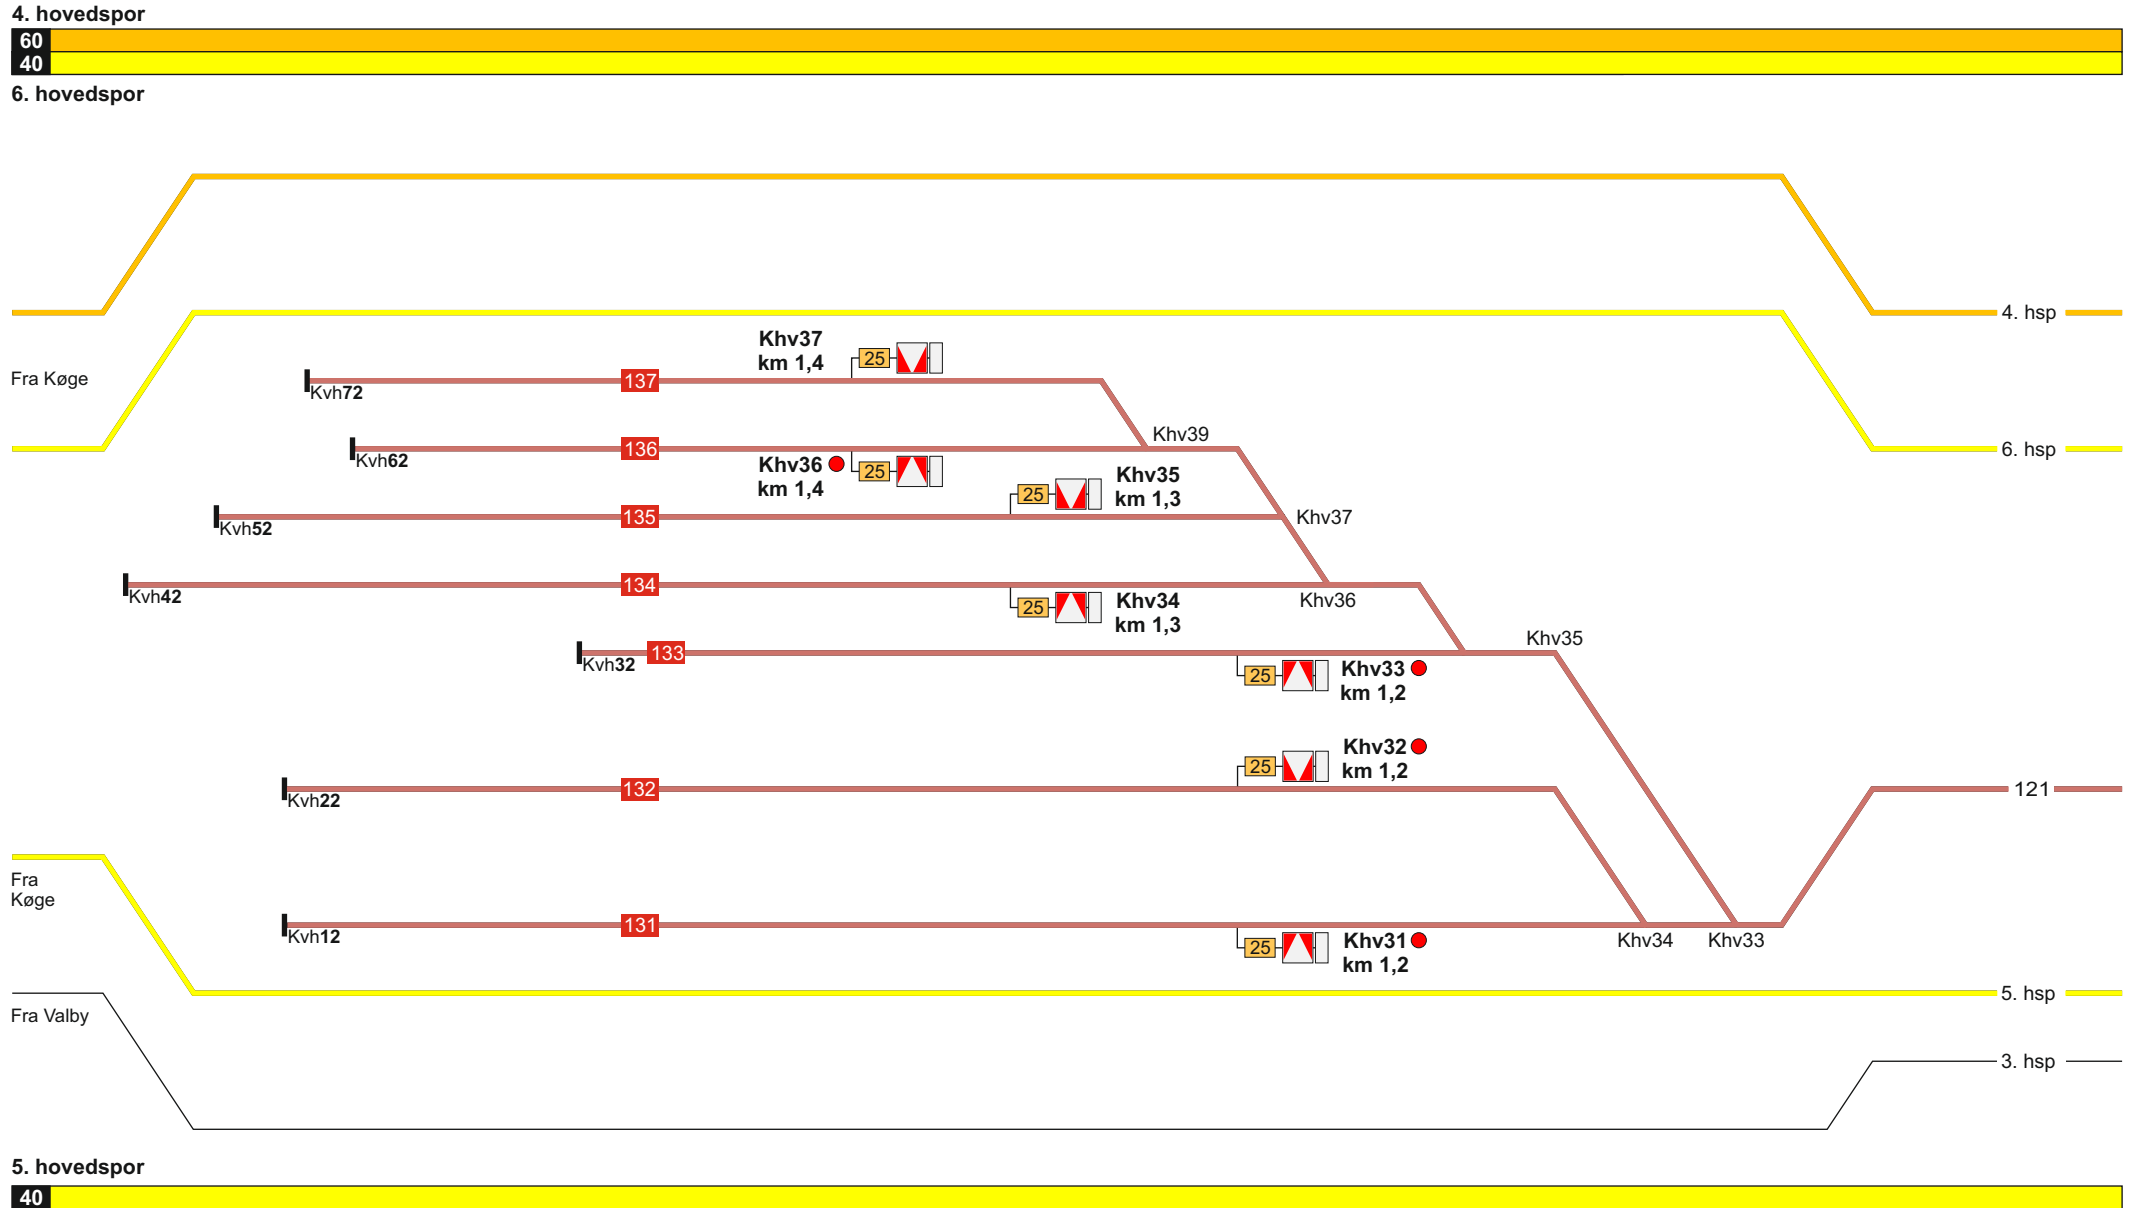 4. hovedspor
60
40
6. hovedspor
4. hsp
Khv37
km 1,4
25
Fra Køge
137
Kvh72
Khv39
136
6. hsp
Kvh62
Khv36
km 1,4
25
Khv35
km 1,3
25
135
Khv37
Kvh52
134
Kvh42
Khv36
Khv34
km 1,3
25
Khv35
133
Kvh32
Khv33
km 1,2
25
Khv32
km 1,2
25
132
121
Kvh22
Fra
Køge
131
Kvh12
Khv31
km 1,2
25
Khv34
Khv33
5. hsp
Fra Valby
3. hsp
5. hovedspor
40